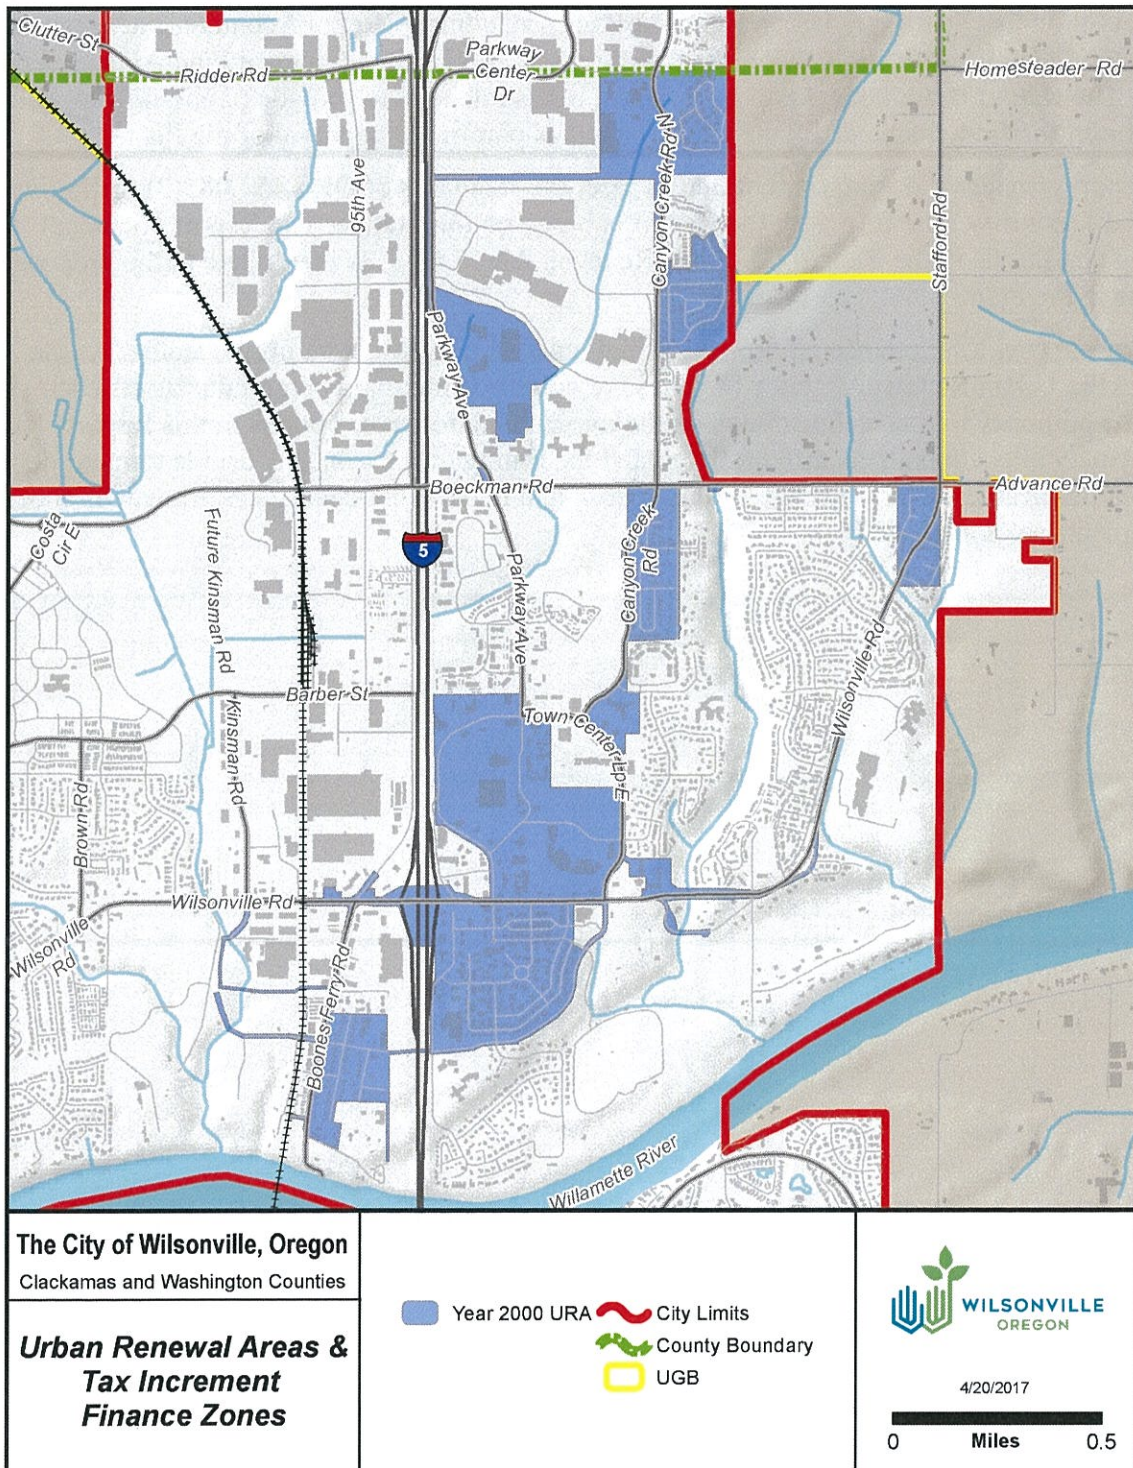 Clutter St
Ridder Rd
Parkway
Center
Dr
Homesteader Rd
95th Ave
Canyon Creek Rd N
Stafford Rd
Parkway Ave
Boeckman Rd
Advance Rd
Costa
Cir E
Future Kinsman Rd
5
Parkway Ave
Canyon Creek
Rd
Wilsonville Rd
Barber St
Kinsman Rd
Town Center Lp E
Brown Rd
Wilsonville Rd
Wilsonville
Rd
Boones Ferry Rd
Willamette River
The City of Wilsonville, Oregon
Clackamas and Washington Counties
Urban Renewal Areas &
Tax Increment
Finance Zones
Year 2000 URA
City Limits
County Boundary
UGB
WILSONVILLE
OREGON
4/20/2017
0 Miles 0.5